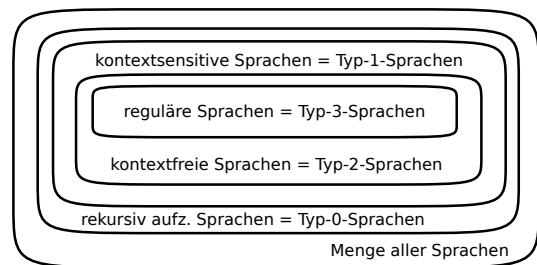 kontextsensitive Sprachen = Typ-1-Sprachen
reguläre Sprachen = Typ-3-Sprachen
kontextfreie Sprachen = Typ-2-Sprachen
rekursiv aufz. Sprachen = Typ-0-Sprachen
Menge aller Sprachen